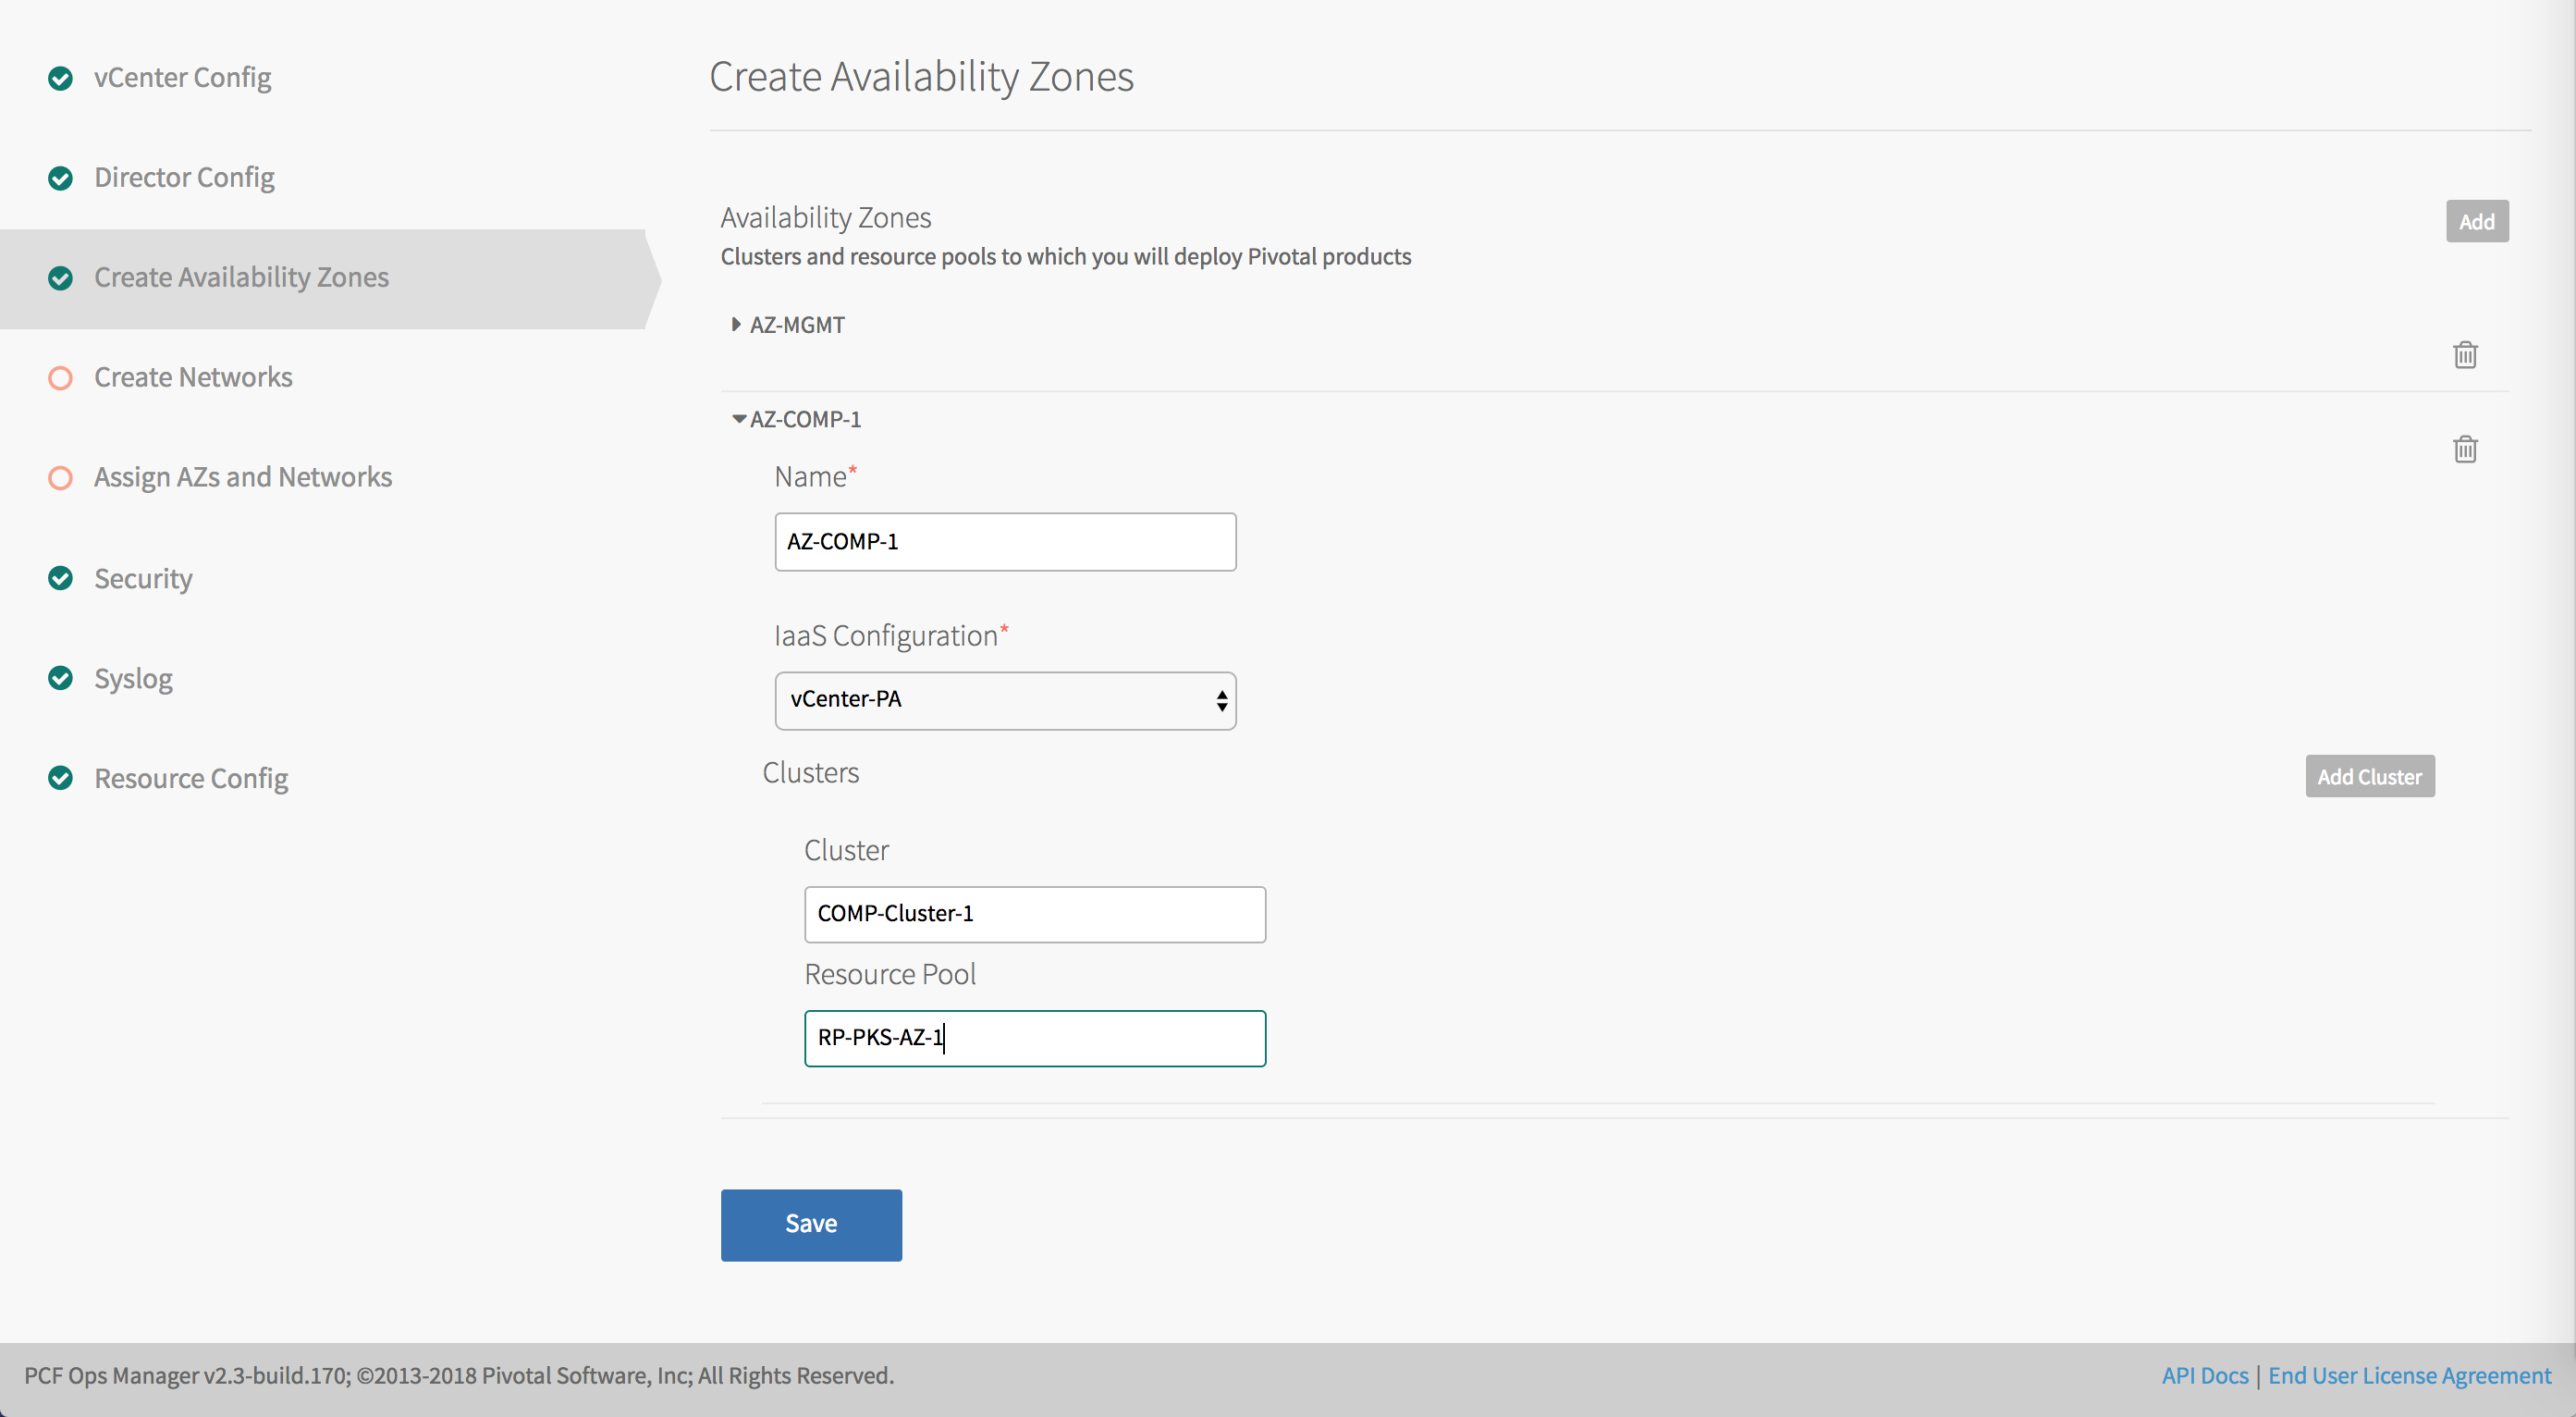 vCenter Config
Director Config
Create Availability Zones
Create Networks
Assign AZs and Networks
Security
Syslog
Resource Config
Create Availability Zones
Availability Zones
Add
Clusters and resource pools to which you will deploy Pivotal products
AZ-MGMT
AZ-COMP-1
Name*
AZ-COMP-1
IaaS Configuration*
vCenter-PA
Clusters
Add Cluster
Cluster
COMP-Cluster-1
Resource Pool
RP-PKS-AZ-1
Save
PCF Ops Manager v2.3-build.170; ©2013-2018 Pivotal Software, Inc; All Rights Reserved.
API Docs | End User License Agreement